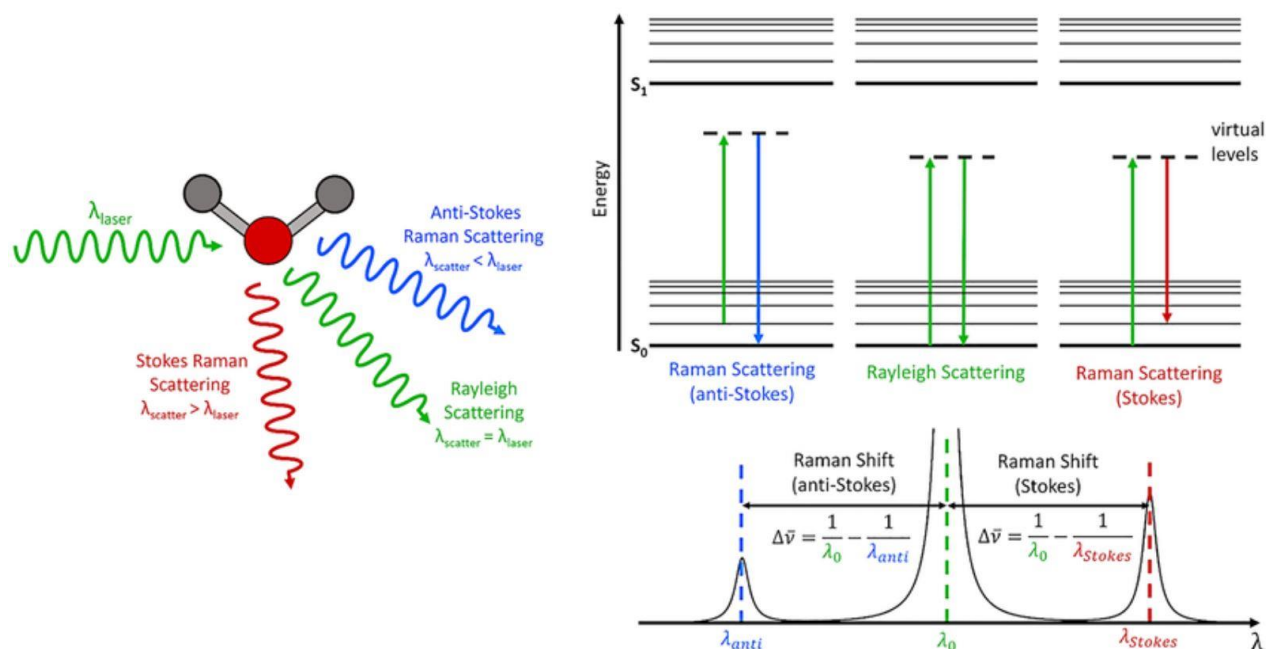 λlaser
Anti-Stokes
Raman Scattering
λscatter < λlaser
Stokes Raman
Scattering
λscatter > λlaser
Rayleigh
Scattering
λscatter = λlaser
Energy
S1
S0
virtual
levels
Raman Scattering
(anti-Stokes)
Rayleigh Scattering
Raman Scattering
(Stokes)
Raman Shift
(anti-Stokes)
Δν̄ = 1/λ0 − 1/λanti
Raman Shift
(Stokes)
Δν̄ = 1/λ0 − 1/λStokes
λanti
λ0
λStokes
λ